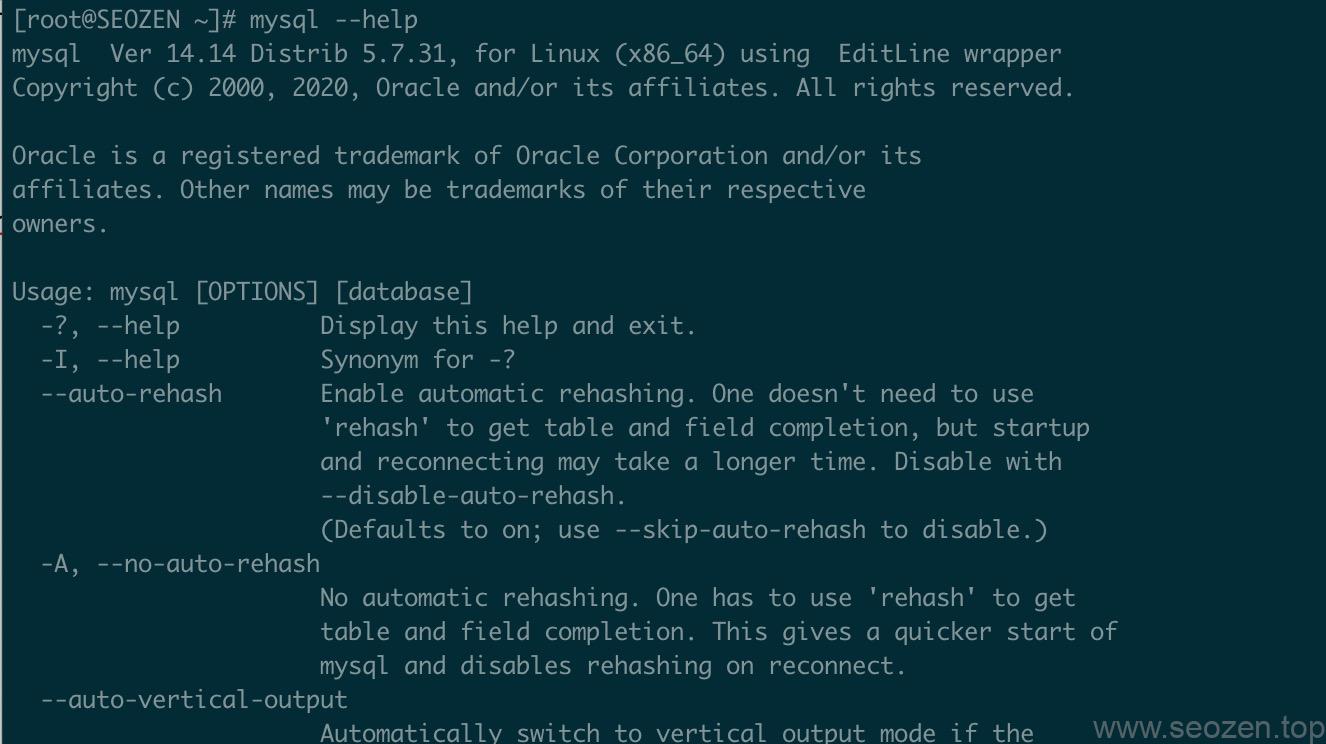 [root@SEOZEN ~]# mysql --help
mysql  Ver 14.14 Distrib 5.7.31, for Linux (x86_64) using  EditLine wrapper
Copyright (c) 2000, 2020, Oracle and/or its affiliates. All rights reserved.
Oracle is a registered trademark of Oracle Corporation and/or its
affiliates. Other names may be trademarks of their respective
owners.
Usage: mysql [OPTIONS] [database]
  -?, --help          Display this help and exit.
  -I, --help          Synonym for -?
  --auto-rehash       Enable automatic rehashing. One doesn't need to use
                      'rehash' to get table and field completion, but startup
                      and reconnecting may take a longer time. Disable with
                      --disable-auto-rehash.
                      (Defaults to on; use --skip-auto-rehash to disable.)
  -A, --no-auto-rehash
                      No automatic rehashing. One has to use 'rehash' to get
                      table and field completion. This gives a quicker start of
                      mysql and disables rehashing on reconnect.
  --auto-vertical-output
                      Automatically switch to vertical output mode if the
www.seozen.top